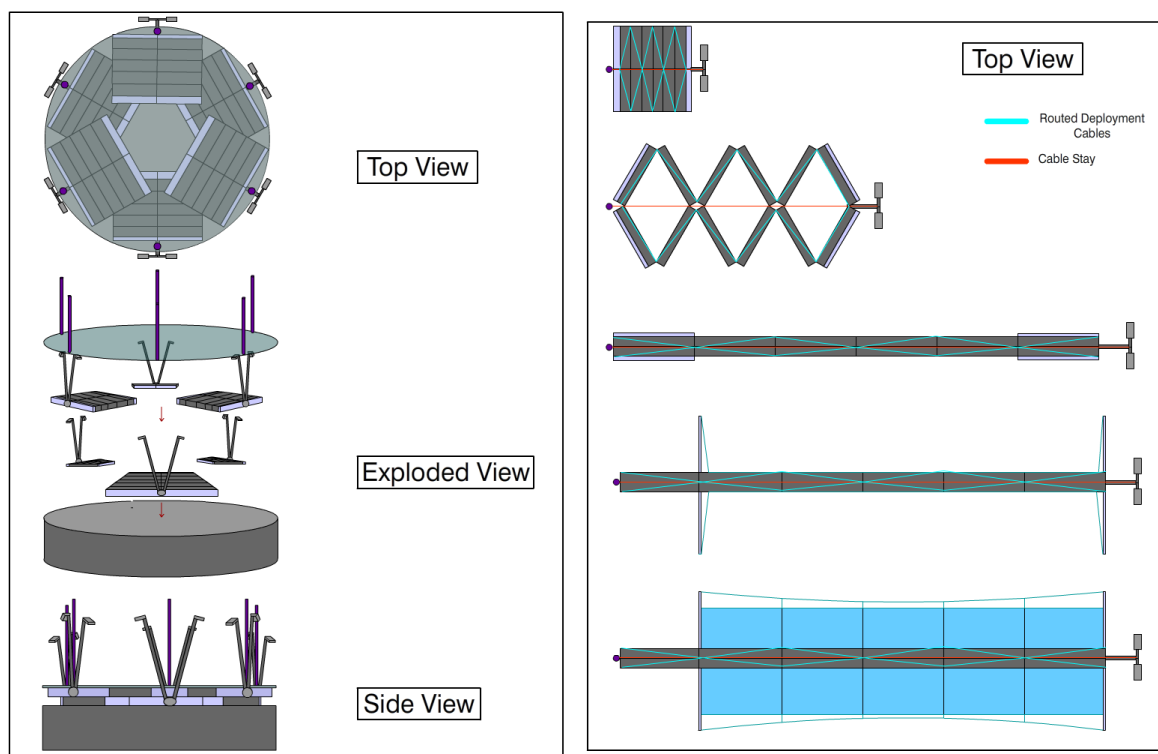 Top View
Exploded View
Side View
Top View
Routed Deployment
Cables
Cable Stay